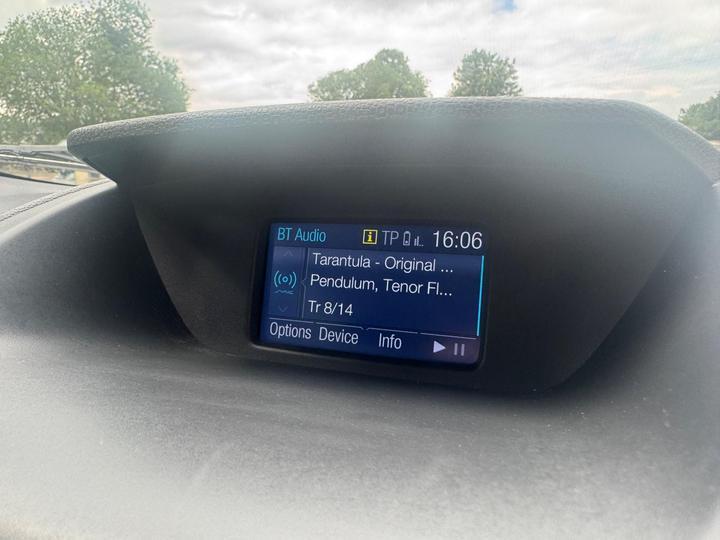 BT Audio TP 16:06
Tarantula - Original ...
Pendulum, Tenor Fl...
Tr 8/14
Options Device Info